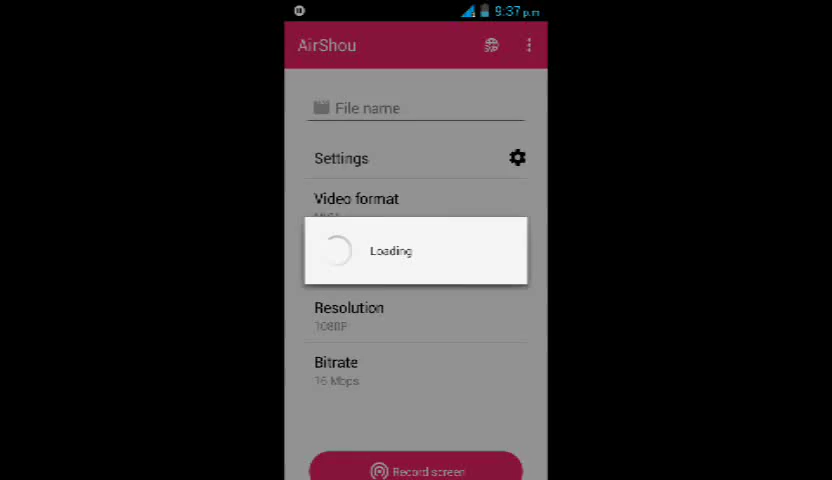 9:37 p.m
AirShou
File name
Settings
Video format
Loading
Resolution
1080P
Bitrate
16 Mbps
Record screen